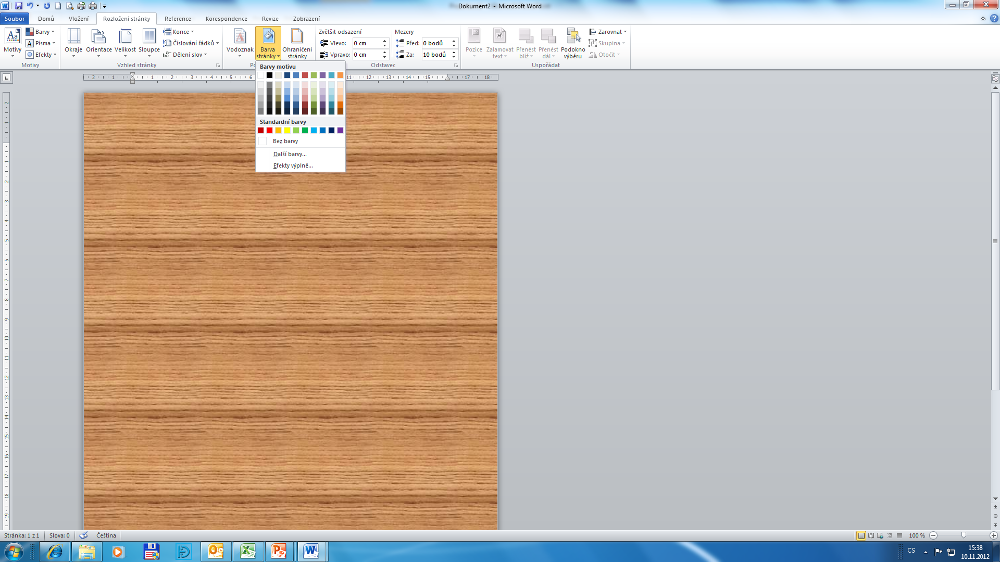 Dokument2 - Microsoft Word
Soubor Domů Vložení Rozložení stránky Reference Korespondence Revize Zobrazení
Motivy
Barvy
Písma
Efekty
Motivy
Okraje
Orientace
Velikost
Sloupce
Konce
Číslování řádků
Dělení slov
Vzhled stránky
Vodoznak
Barva stránky
Ohraničení stránky
Zvětšit odsazení
Vlevo: 0 cm
Vpravo: 0 cm
Mezery
Před: 0 bodů
Za: 10 bodů
Odstavec
Pozice
Zalamovat text
Přenést blíž
Přenést dál
Podokno výběru
Zarovnat
Skupina
Otočit
Uspořádat
Barvy motivu
Standardní barvy
Bez barvy
Další barvy...
Efekty výplně...
2 1 1 2 3 4 5 6 11 12 13 14 15 17 18
2 1 1 2 3 4 5 6 7 8 9 10 11 12 13 14 15 16 17 18 19
Stránka: 1 z 1 Slova: 0 Čeština
100 %
CS
15:38
10.11.2012